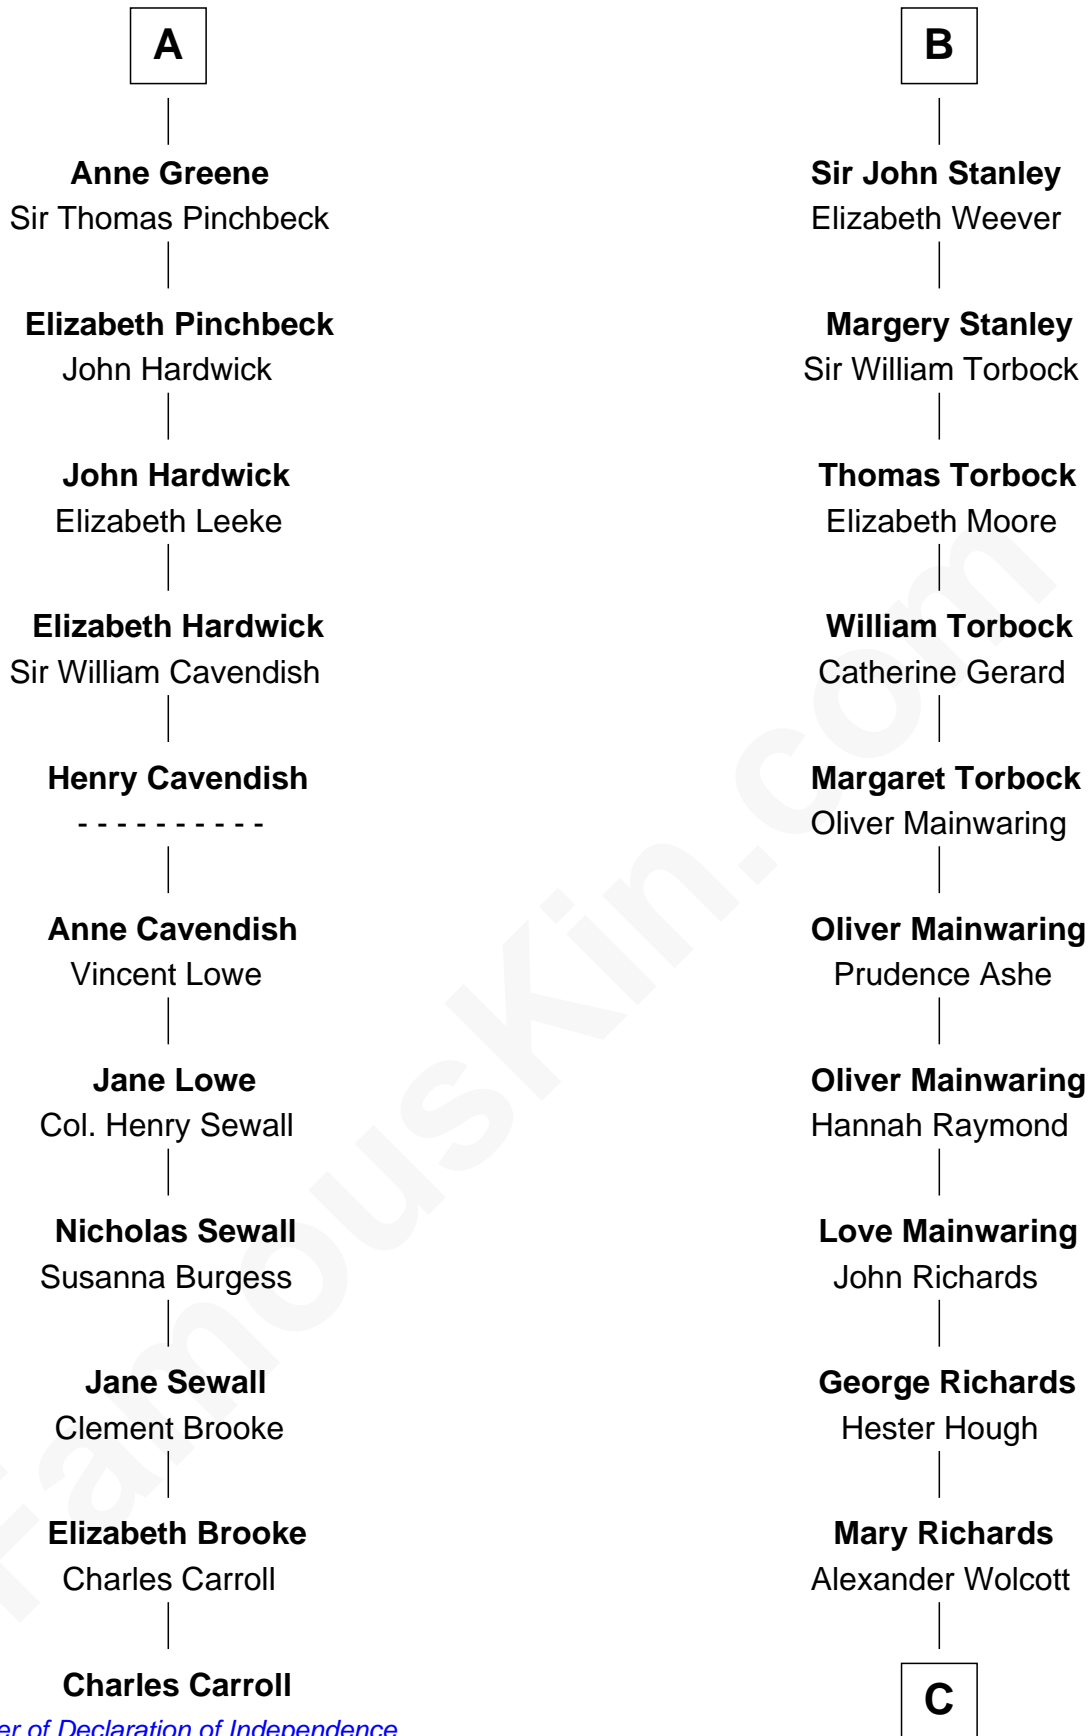 A
Anne Greene
Sir Thomas Pinchbeck
Elizabeth Pinchbeck
John Hardwick
John Hardwick
Elizabeth Leeke
Elizabeth Hardwick
Sir William Cavendish
Henry Cavendish
- - - - - - - - - -
Anne Cavendish
Vincent Lowe
Jane Lowe
Col. Henry Sewall
Nicholas Sewall
Susanna Burgess
Jane Sewall
Clement Brooke
Elizabeth Brooke
Charles Carroll
Charles Carroll
er of Declaration of Independence
B
Sir John Stanley
Elizabeth Weever
Margery Stanley
Sir William Torbock
Thomas Torbock
Elizabeth Moore
William Torbock
Catherine Gerard
Margaret Torbock
Oliver Mainwaring
Oliver Mainwaring
Prudence Ashe
Oliver Mainwaring
Hannah Raymond
Love Mainwaring
John Richards
George Richards
Hester Hough
Mary Richards
Alexander Wolcott
C
FamousKin.com